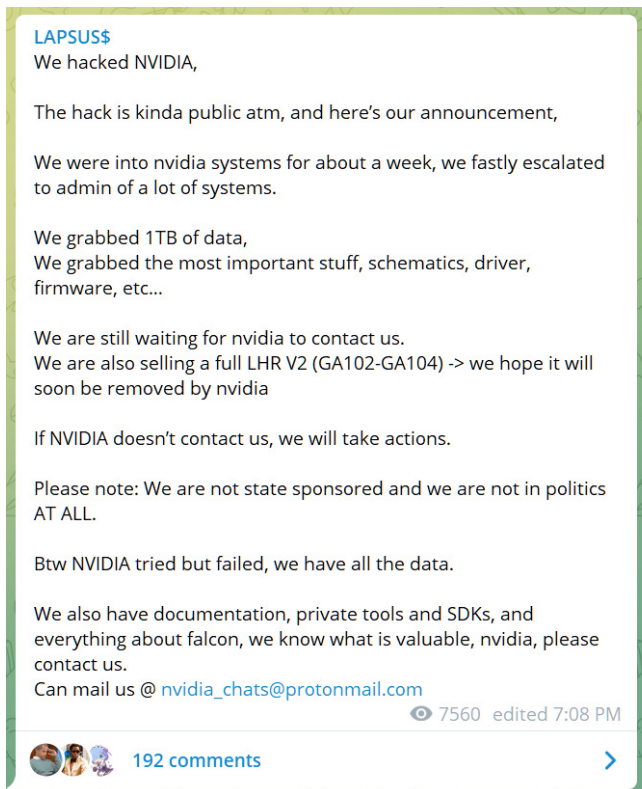 LAPSUS$
We hacked NVIDIA,
The hack is kinda public atm, and here's our announcement,
We were into nvidia systems for about a week, we fastly escalated
to admin of a lot of systems.
We grabbed 1TB of data,
We grabbed the most important stuff, schematics, driver,
firmware, etc...
We are still waiting for nvidia to contact us.
We are also selling a full LHR V2 (GA102-GA104) -> we hope it will
soon be removed by nvidia
If NVIDIA doesn't contact us, we will take actions.
Please note: We are not state sponsored and we are not in politics
AT ALL.
Btw NVIDIA tried but failed, we have all the data.
We also have documentation, private tools and SDKs, and
everything about falcon, we know what is valuable, nvidia, please
contact us.
Can mail us @ nvidia_chats@protonmail.com
7560 edited 7:08 PM
192 comments